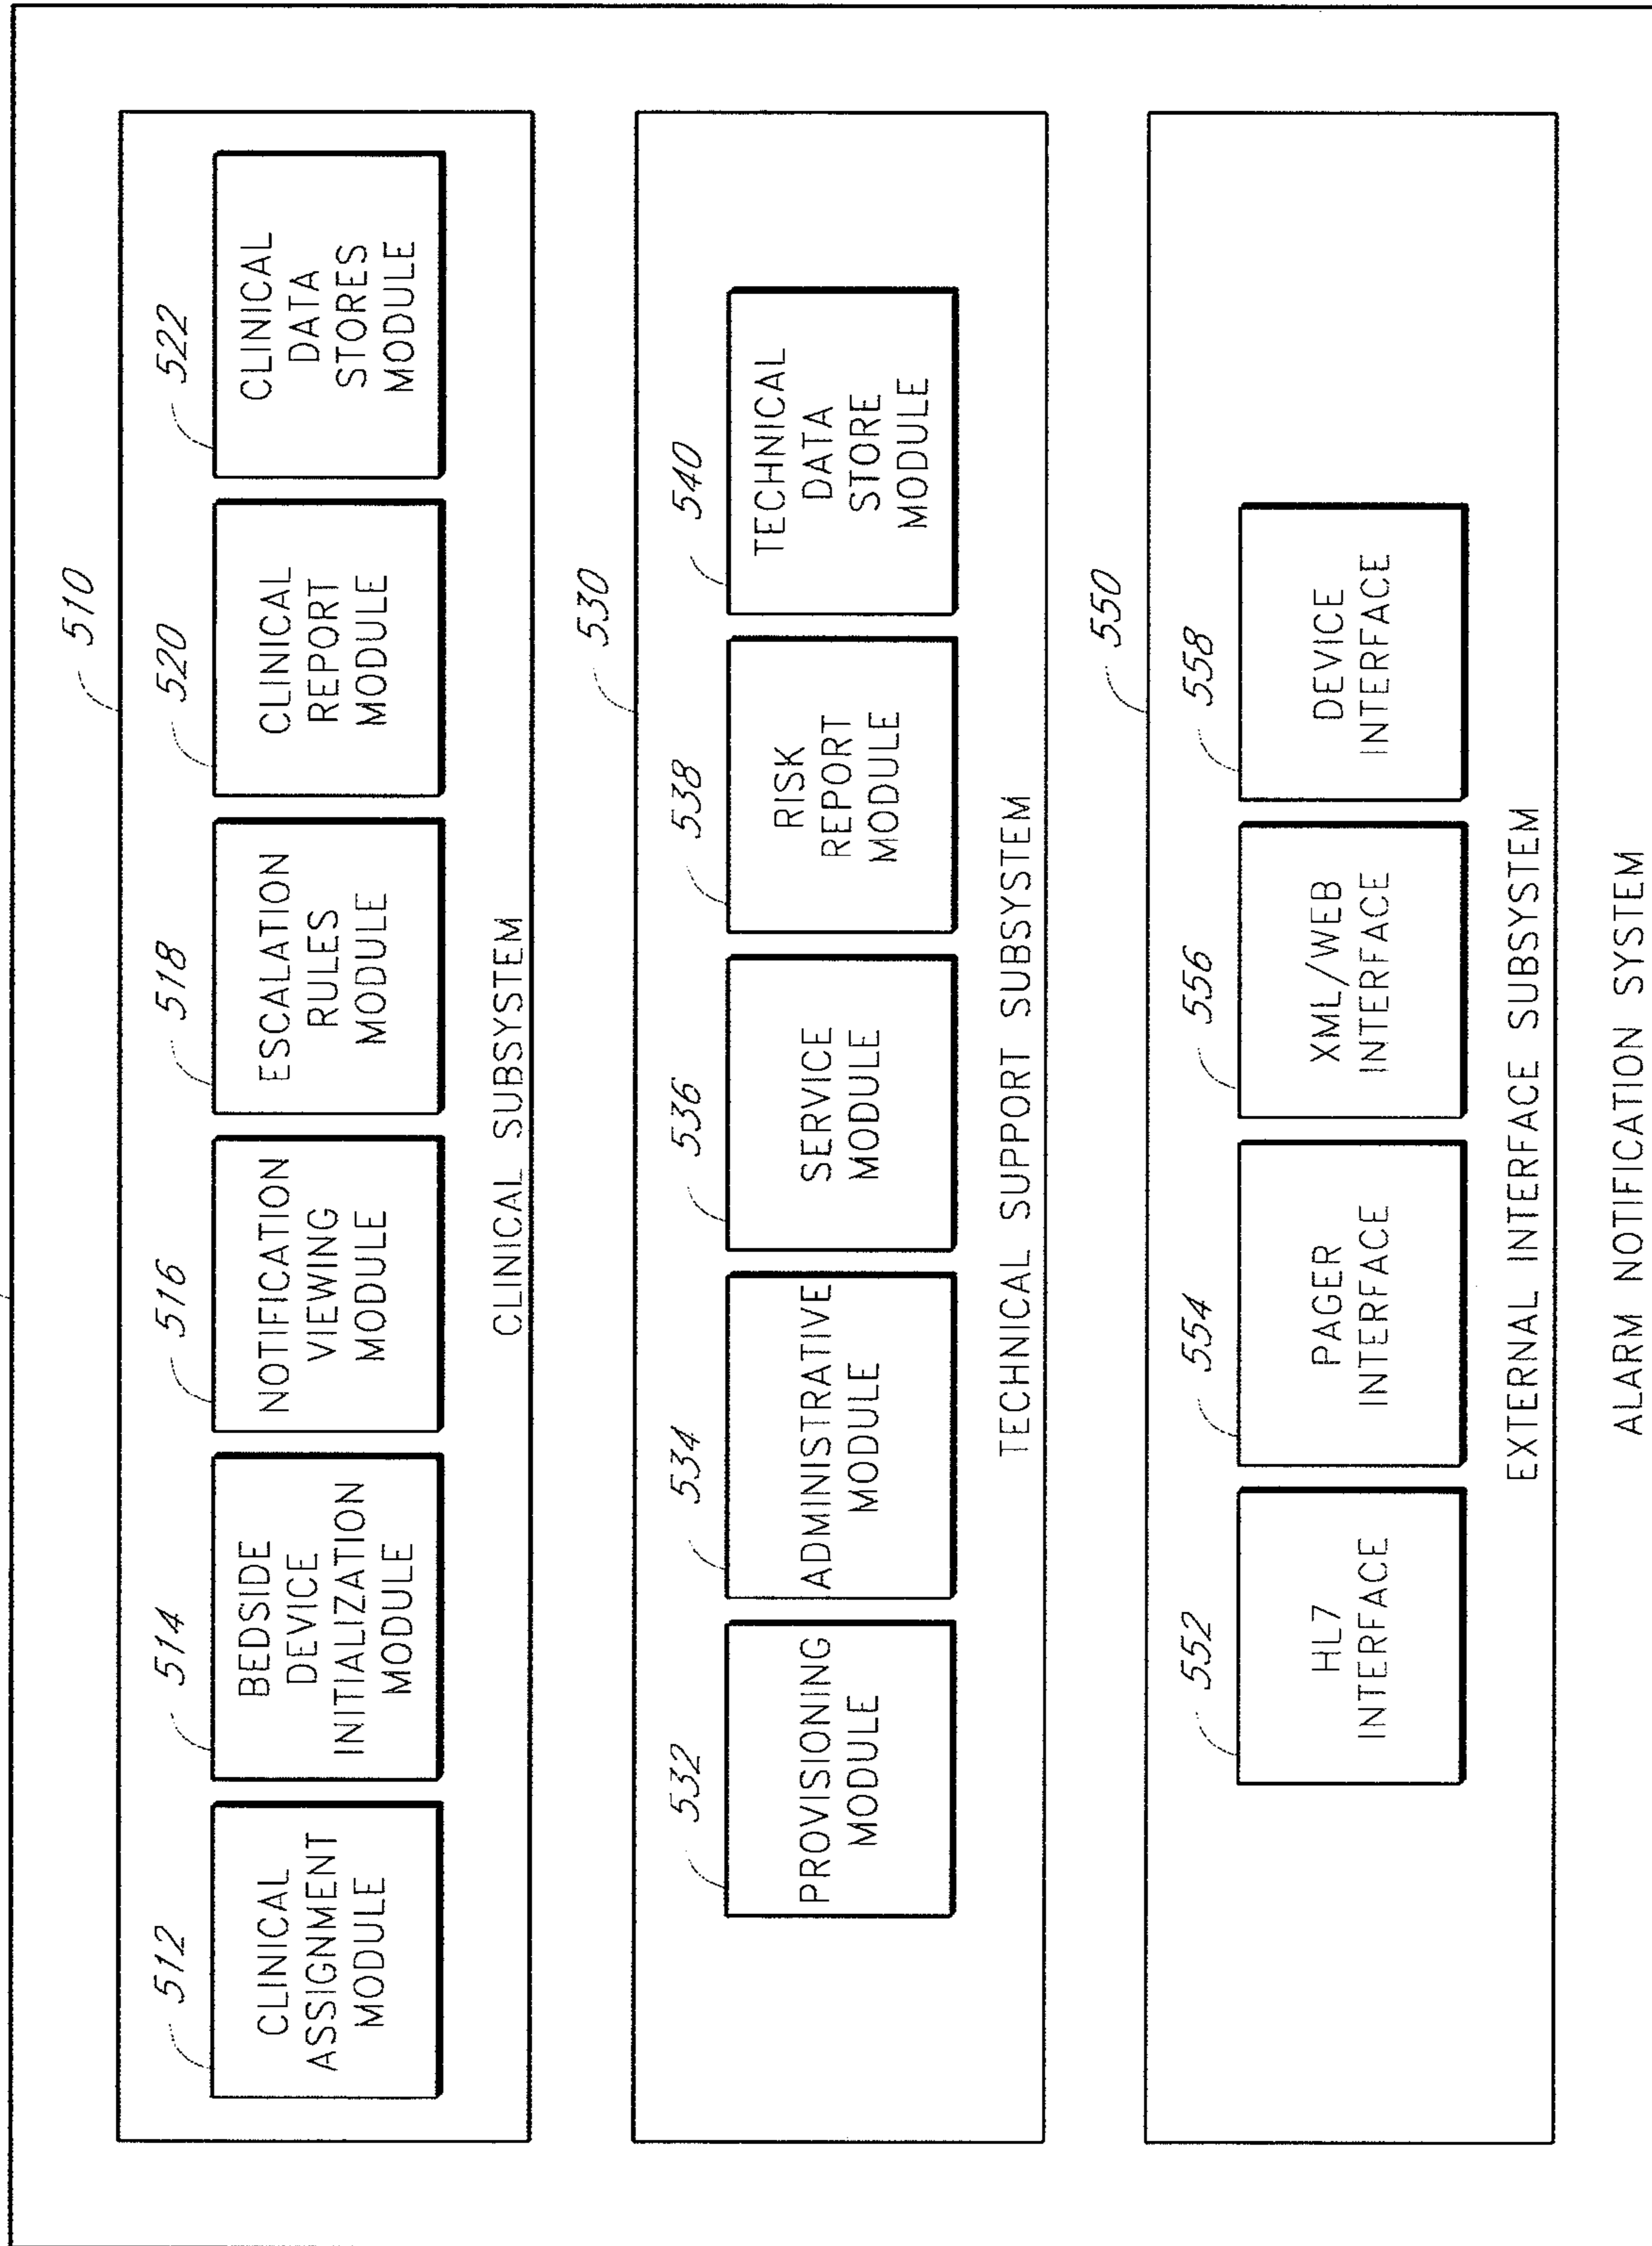 510
512
CLINICAL
ASSIGNMENT
MODULE
514
BEDSIDE
DEVICE
INITIALIZATION
MODULE
516
NOTIFICATION
VIEWING
MODULE
518
ESCALATION
RULES
MODULE
520
CLINICAL
REPORT
MODULE
522
CLINICAL
DATA
STORES
MODULE
CLINICAL SUBSYSTEM
530
532
PROVISIONING
MODULE
534
ADMINISTRATIVE
MODULE
536
SERVICE
MODULE
538
RISK
REPORT
MODULE
540
TECHNICAL
DATA
STORE
MODULE
TECHNICAL SUPPORT SUBSYSTEM
550
552
HL7
INTERFACE
554
PAGER
INTERFACE
556
XML/WEB
INTERFACE
558
DEVICE
INTERFACE
EXTERNAL INTERFACE SUBSYSTEM
ALARM NOTIFICATION SYSTEM